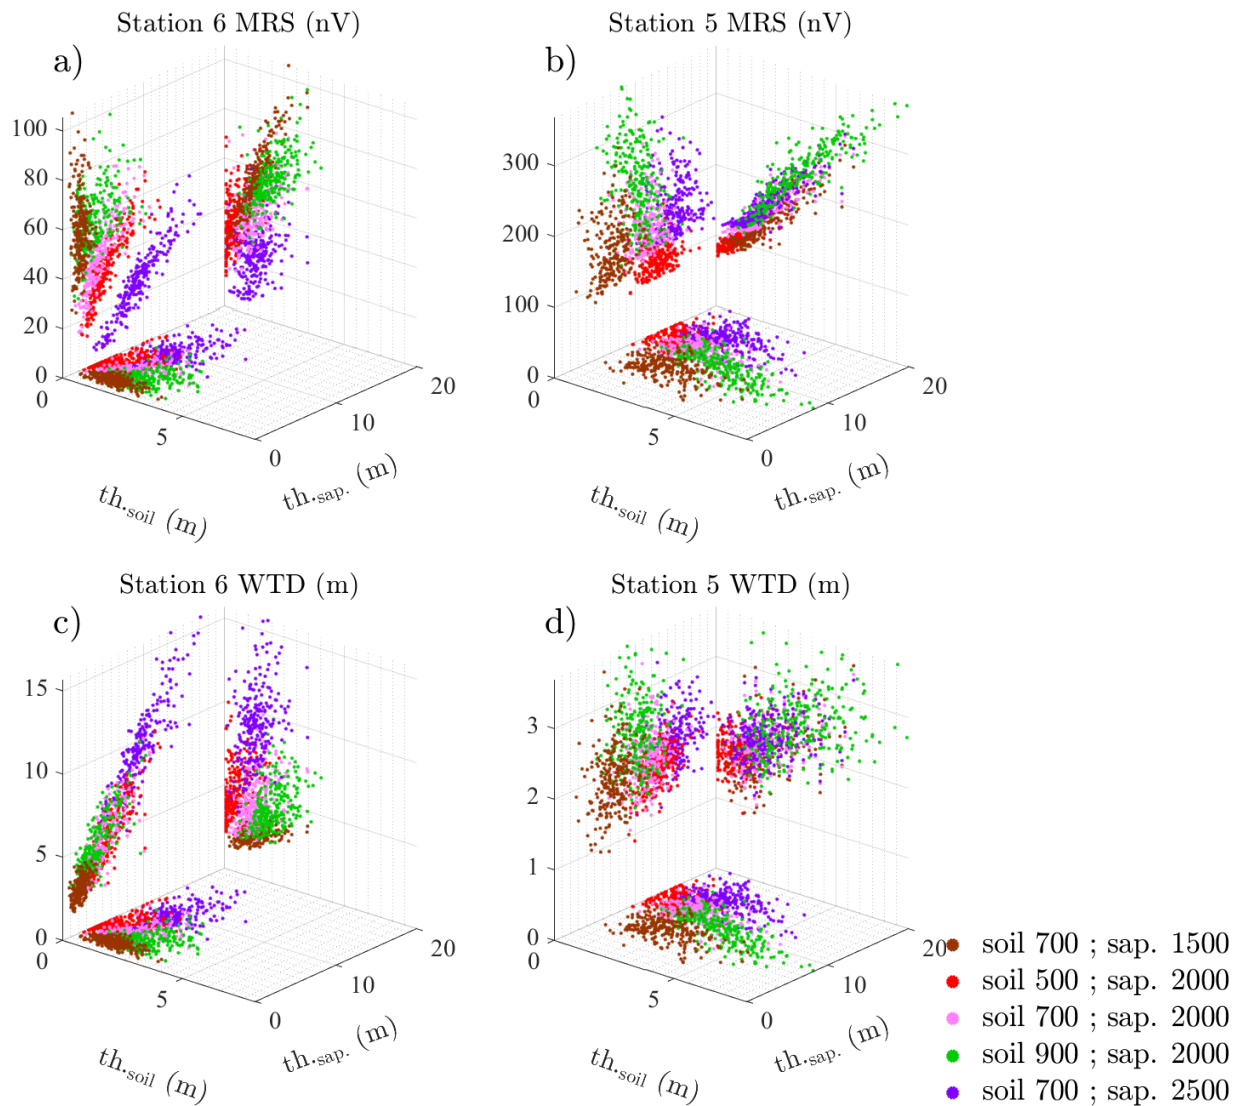 Station 6 MRS (nV)
Station 5 MRS (nV)
a)
b)
100
80
60
40
20
0
0
5
0
10
20
th.soil (m)
th.sap. (m)
300
200
100
0
0
5
0
10
20
th.soil (m)
th.sap. (m)
Station 6 WTD (m)
Station 5 WTD (m)
c)
d)
15
10
5
0
0
5
0
10
20
th.soil (m)
th.sap. (m)
3
2
1
0
0
5
0
10
20
th.soil (m)
th.sap. (m)
soil 700 ; sap. 1500
soil 500 ; sap. 2000
soil 700 ; sap. 2000
soil 900 ; sap. 2000
soil 700 ; sap. 2500